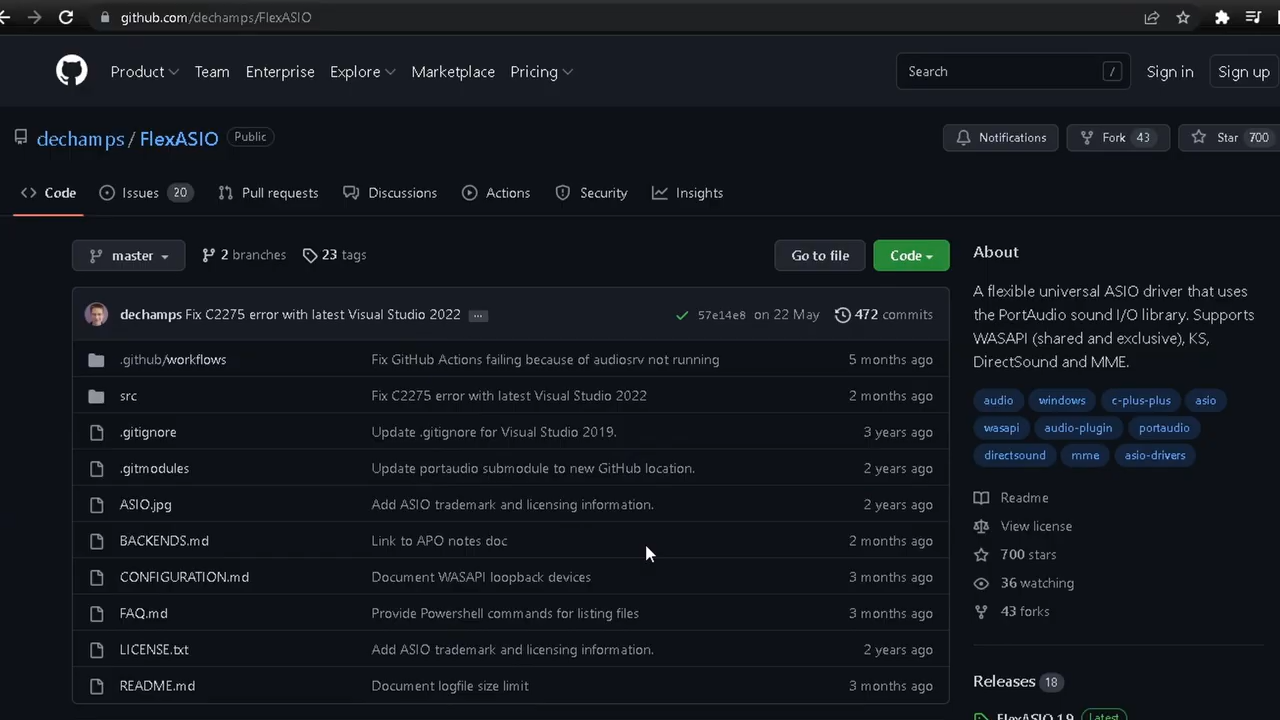 github.com/dechamps/FlexASIO
Product Team Enterprise Explore Marketplace Pricing Search / Sign in Sign up
dechamps / FlexASIO Public Notifications Fork 43 Star 700
Code Issues 20 Pull requests Discussions Actions Security Insights
master 2 branches 23 tags Go to file Code
dechamps Fix C2275 error with latest Visual Studio 2022 ... 57e14e8 on 22 May 472 commits
.github/workflows Fix GitHub Actions failing because of audiosrv not running 5 months ago
src Fix C2275 error with latest Visual Studio 2022 2 months ago
.gitignore Update .gitignore for Visual Studio 2019. 3 years ago
.gitmodules Update portaudio submodule to new GitHub location. 2 years ago
ASIO.jpg Add ASIO trademark and licensing information. 2 years ago
BACKENDS.md Link to APO notes doc 2 months ago
CONFIGURATION.md Document WASAPI loopback devices 3 months ago
FAQ.md Provide Powershell commands for listing files 3 months ago
LICENSE.txt Add ASIO trademark and licensing information. 2 years ago
README.md Document logfile size limit 3 months ago
About
A flexible universal ASIO driver that uses
the PortAudio sound I/O library. Supports
WASAPI (shared and exclusive), KS,
DirectSound and MME.
audio windows c-plus-plus asio
wasapi audio-plugin portaudio
directsound mme asio-drivers
Readme
View license
700 stars
36 watching
43 forks
Releases 18
FlexASIO 1.9 Latest